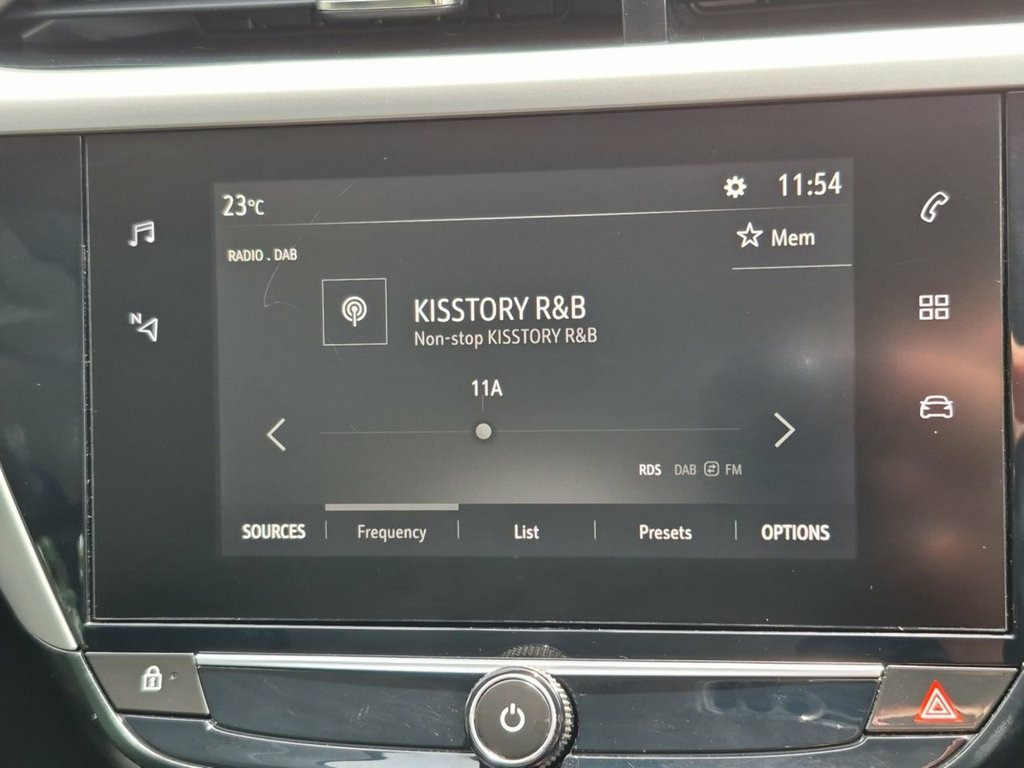 23°C
11:54
RADIO . DAB
Mem
N
KISSTORY R&B
Non-stop KISSTORY R&B
11A
RDS DAB FM
SOURCES Frequency List Presets OPTIONS